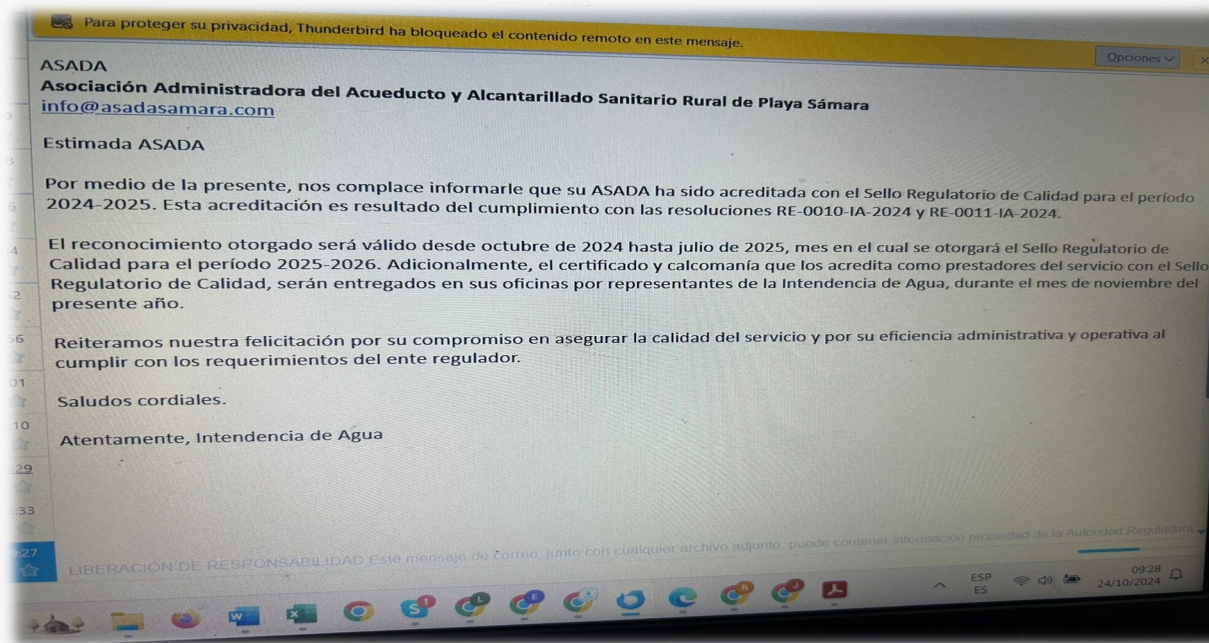 Para proteger su privacidad, Thunderbird ha bloqueado el contenido remoto en este mensaje.
Opciones
ASADA
Asociación Administradora del Acueducto y Alcantarillado Sanitario Rural de Playa Sámara
info@asadasamara.com
Estimada ASADA
Por medio de la presente, nos complace informarle que su ASADA ha sido acreditada con el Sello Regulatorio de Calidad para el período
2024-2025. Esta acreditación es resultado del cumplimiento con las resoluciones RE-0010-IA-2024 y RE-0011-IA-2024.
El reconocimiento otorgado será válido desde octubre de 2024 hasta julio de 2025, mes en el cual se otorgará el Sello Regulatorio de
Calidad para el período 2025-2026. Adicionalmente, el certificado y calcomanía que los acredita como prestadores del servicio con el Sello
Regulatorio de Calidad, serán entregados en sus oficinas por representantes de la Intendencia de Agua, durante el mes de noviembre del
presente año.
Reiteramos nuestra felicitación por su compromiso en asegurar la calidad del servicio y por su eficiencia administrativa y operativa al
cumplir con los requerimientos del ente regulador.
Saludos cordiales.
Atentamente, Intendencia de Agua
:29
:33
9:27
LIBERACIÓN DE RESPONSABILIDAD Este mensaje de correo, junto con cualquier archivo adjunto, puede contener información propiedad de la Autoridad Reguladora
ESP
ES
09:28
24/10/2024